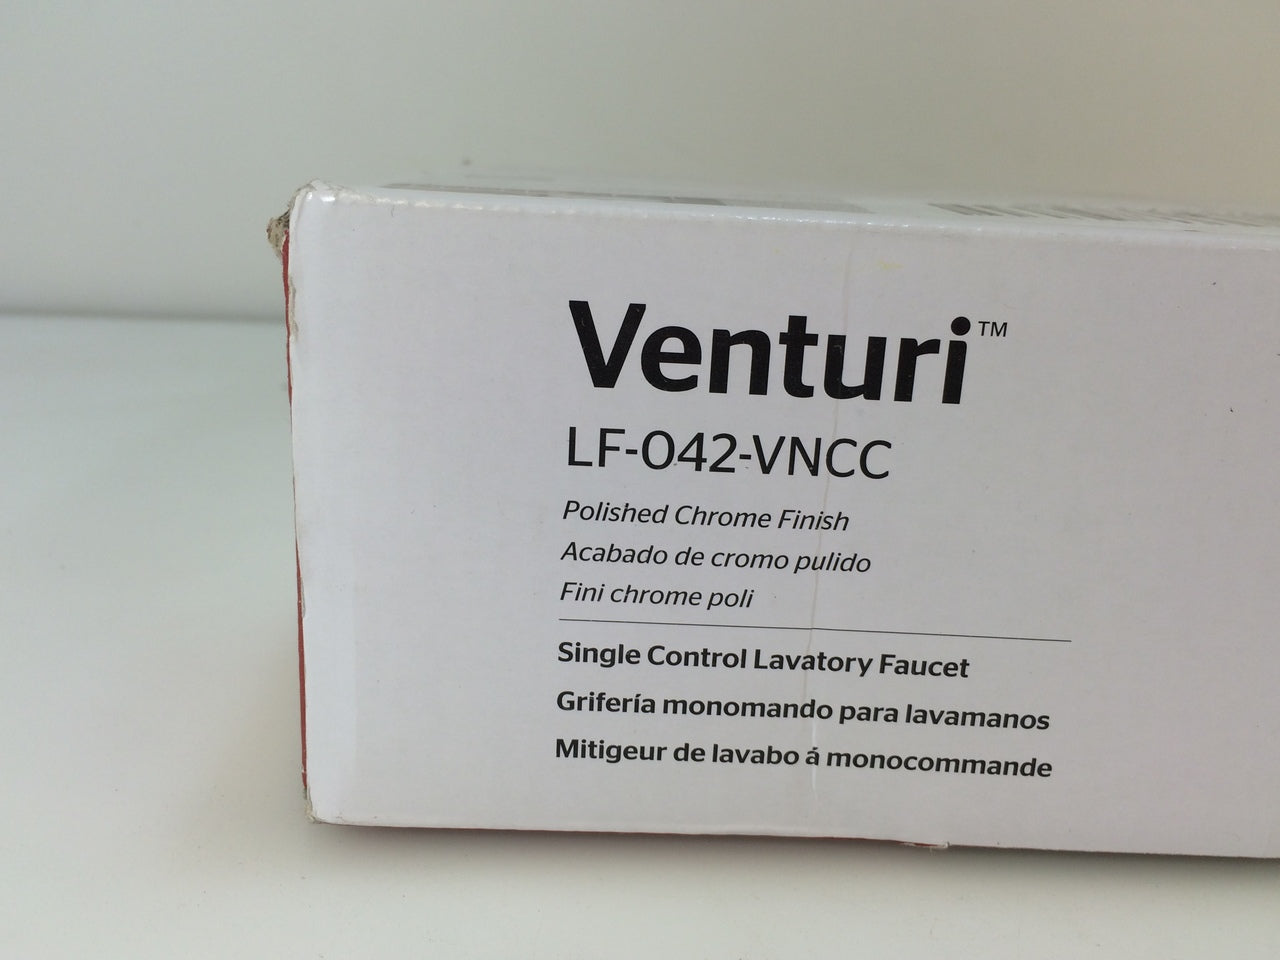 Venturi™
LF-042-VNCC
Polished Chrome Finish
Acabado de cromo pulido
Fini chrome poli
Single Control Lavatory Faucet
Grifería monomando para lavamanos
Mitigeur de lavabo á monocommande